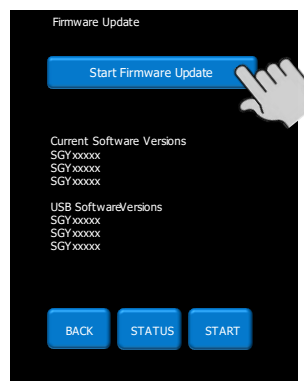 Firmware Update
Start Firmware Update
Current Software Versions
SGYxxxxx
SGYxxxxx
SGYxxxxx
USB SoftwareVersions
SGYxxxxx
SGYxxxxx
SGYxxxxx
BACK STATUS START